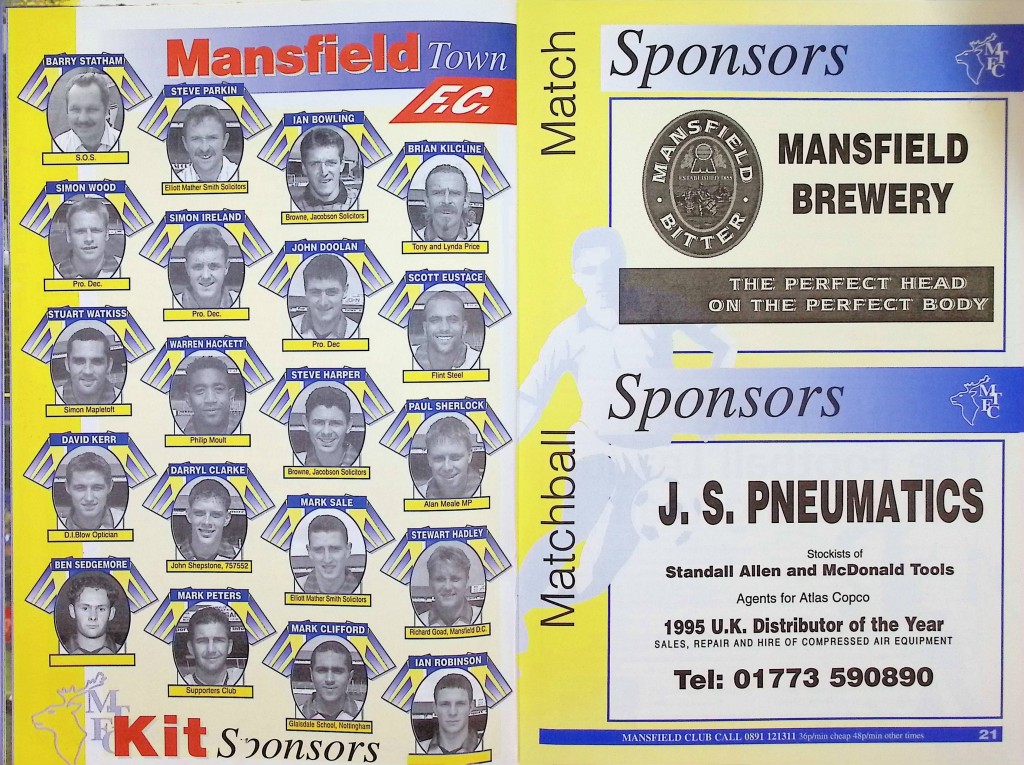 Mansfield Town
F.C.
BARRY STATHAM
S.O.S.
SIMON WOOD
Pro. Dec.
STUART WATKISS
Simon Mapletoft
DAVID KERR
D.I.Blow Optician
BEN SEDGEMORE
STEVE PARKIN
Elliott Mather Smith Solicitors
SIMON IRELAND
Pro. Dec.
WARREN HACKETT
Philip Moult
DARRYL CLARKE
John Shepstone, 757552
MARK PETERS
Supporters Club
IAN BOWLING
Browne, Jacobson Solicitors
JOHN DOOLAN
Pro. Dec
STEVE HARPER
Browne, Jacobson Solicitors
MARK SALE
Elliott Mather Smith Solicitors
MARK CLIFFORD
Glaisdale School, Nottingham
BRIAN KILCLINE
Tony and Lynda Price
SCOTT EUSTACE
Flint Steel
PAUL SHERLOCK
Alan Meale MP
STEWART HADLEY
Richard Goad, Mansfield D.C.
IAN ROBINSON
MTFC
Kit Sponsors
Match
Sponsors
MTFC
MANSFIELD
BITTER
MANSFIELD
BREWERY
THE PERFECT HEAD
ON THE PERFECT BODY
Matchball
Sponsors
MTFC
J. S. PNEUMATICS
Stockists of
Standall Allen and McDonald Tools
Agents for Atlas Copco
1995 U.K. Distributor of the Year
SALES, REPAIR AND HIRE OF COMPRESSED AIR EQUIPMENT
Tel: 01773 590890
MANSFIELD CLUB CALL 0891 121311 36p/min cheap 48p/min other times
21